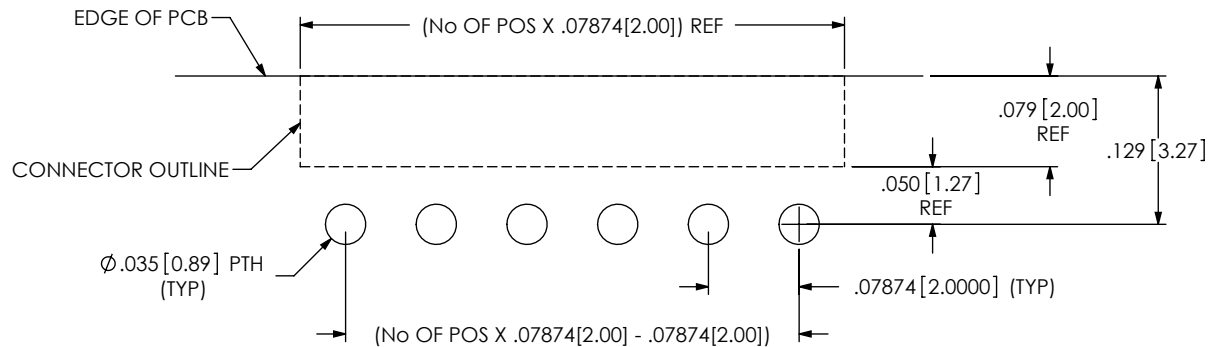 EDGE OF PCB
(No OF POS X .07874[2.00]) REF
.079 [2.00]
REF
.129 [3.27]
CONNECTOR OUTLINE
.050 [1.27]
REF
Ø.035 [0.89] PTH
(TYP)
.07874 [2.0000] (TYP)
(No OF POS X .07874[2.00] - .07874[2.00])